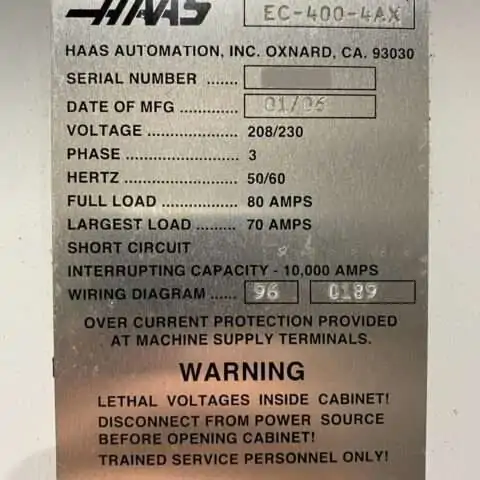 HAAS
EC-400-4AX
HAAS AUTOMATION, INC. OXNARD, CA. 93030
SERIAL NUMBER .......
DATE OF MFG ............. 01/06
VOLTAGE .................. 208/230
PHASE ....................... 3
HERTZ ....................... 50/60
FULL LOAD ............... 80 AMPS
LARGEST LOAD ......... 70 AMPS
SHORT CIRCUIT
INTERRUPTING CAPACITY - 10,000 AMPS
WIRING DIAGRAM ...... 96 0189
OVER CURRENT PROTECTION PROVIDED
AT MACHINE SUPPLY TERMINALS.
WARNING
LETHAL VOLTAGES INSIDE CABINET!
DISCONNECT FROM POWER SOURCE
BEFORE OPENING CABINET!
TRAINED SERVICE PERSONNEL ONLY!